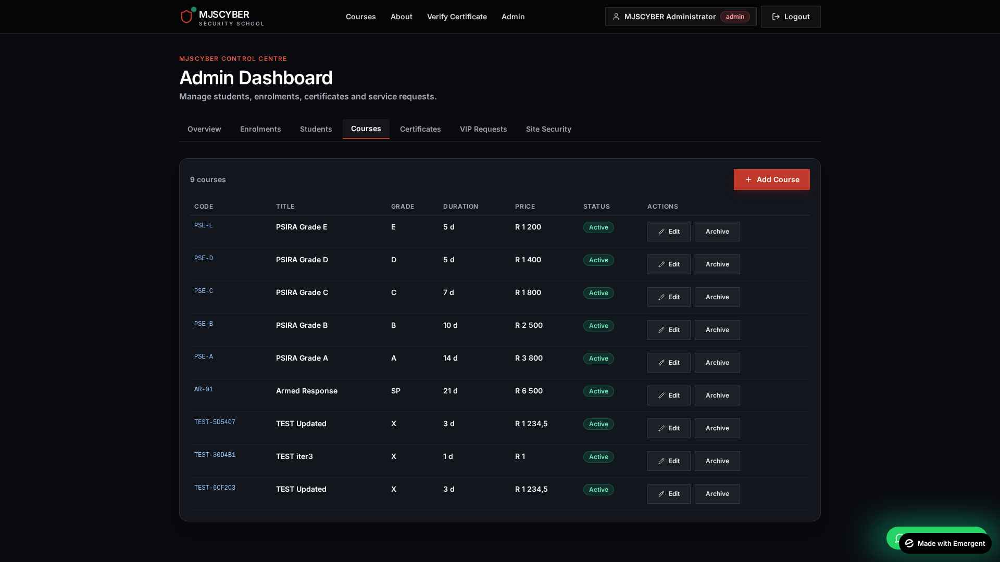 MJSCYBER
SECURITY SCHOOL
Courses About Verify Certificate Admin
MJSCYBER Administrator admin
Logout
MJSCYBER CONTROL CENTRE
Admin Dashboard
Manage students, enrolments, certificates and service requests.
Overview Enrolments Students Courses Certificates VIP Requests Site Security
9 courses
Add Course
CODE TITLE GRADE DURATION PRICE STATUS ACTIONS
PSE-E PSIRA Grade E E 5 d R 1 200 Active Edit Archive
PSE-D PSIRA Grade D D 5 d R 1 400 Active Edit Archive
PSE-C PSIRA Grade C C 7 d R 1 800 Active Edit Archive
PSE-B PSIRA Grade B B 10 d R 2 500 Active Edit Archive
PSE-A PSIRA Grade A A 14 d R 3 800 Active Edit Archive
AR-01 Armed Response SP 21 d R 6 500 Active Edit Archive
TEST-5D5407 TEST Updated X 3 d R 1 234,5 Active Edit Archive
TEST-30D4B1 TEST iter3 X 1 d R 1 Active Edit Archive
TEST-6CF2C3 TEST Updated X 3 d R 1 234,5 Active Edit Archive
Made with Emergent